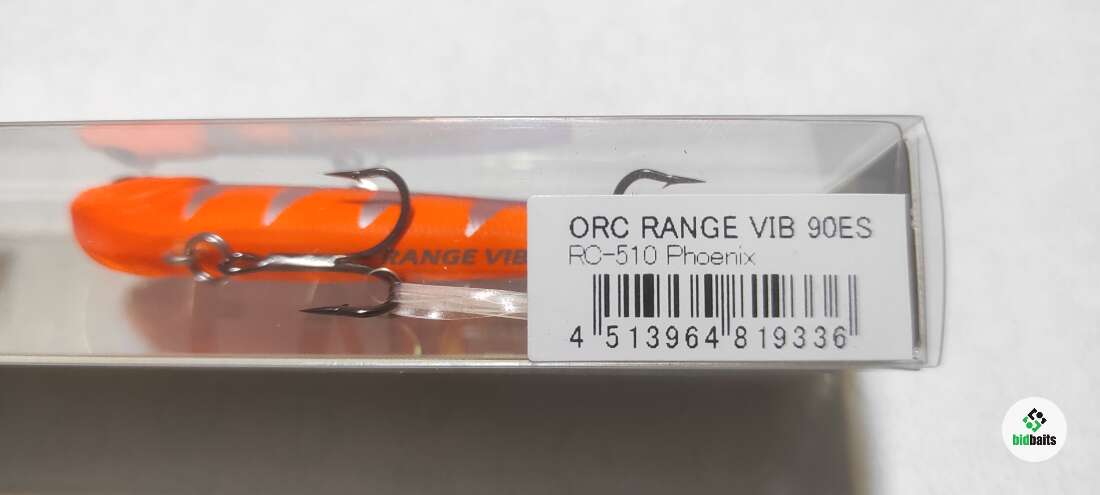 RANGE VIB
ORC RANGE VIB 90ES
RC-510 Phoenix
4 513964 819336
bidbaits